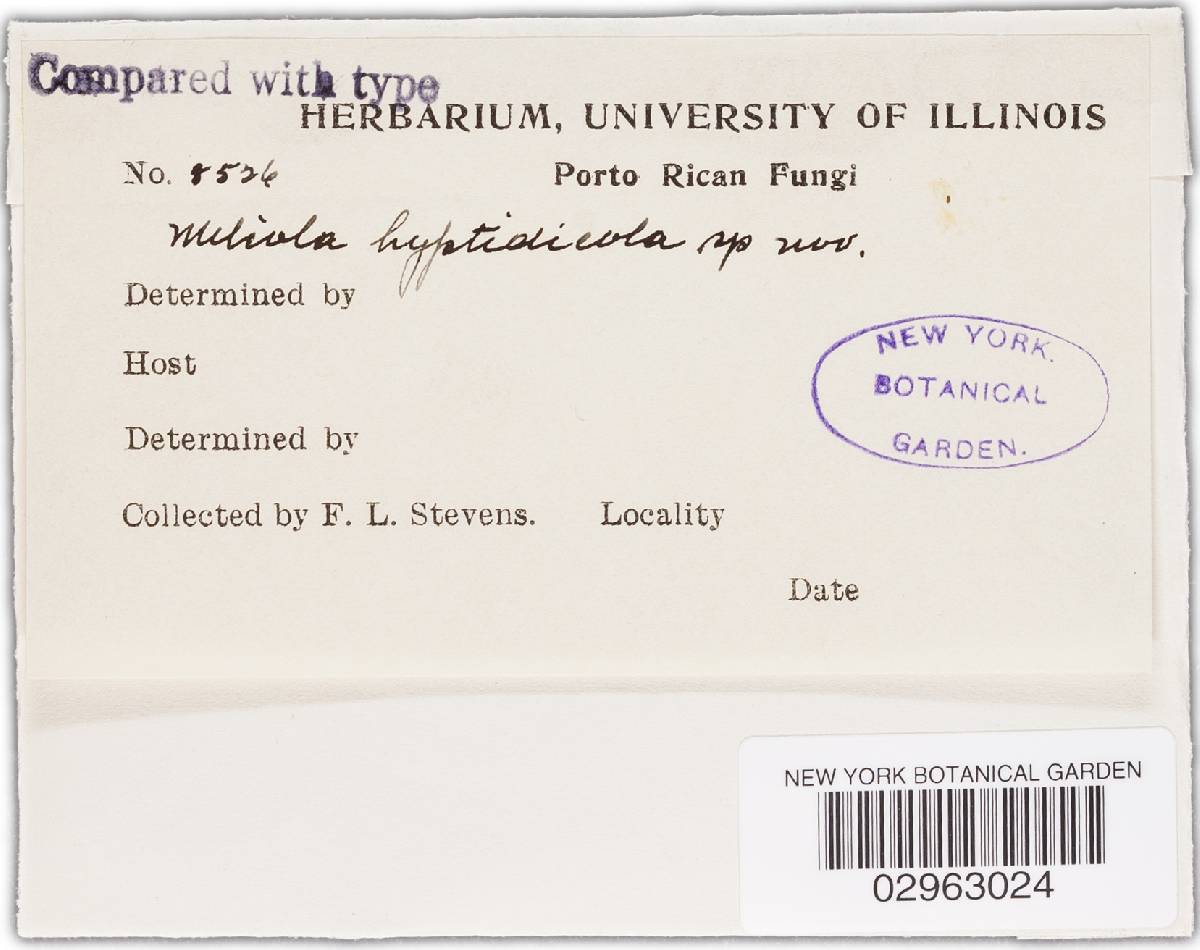 Compared with type
HERBARIUM, UNIVERSITY OF ILLINOIS
No. 8526 Porto Rican Fungi
Meliola hyptidicola sp nov.
Determined by
Host
NEW YORK.
BOTANICAL
GARDEN.
Determined by
Collected by F. L. Stevens. Locality
Date
NEW YORK BOTANICAL GARDEN
02963024